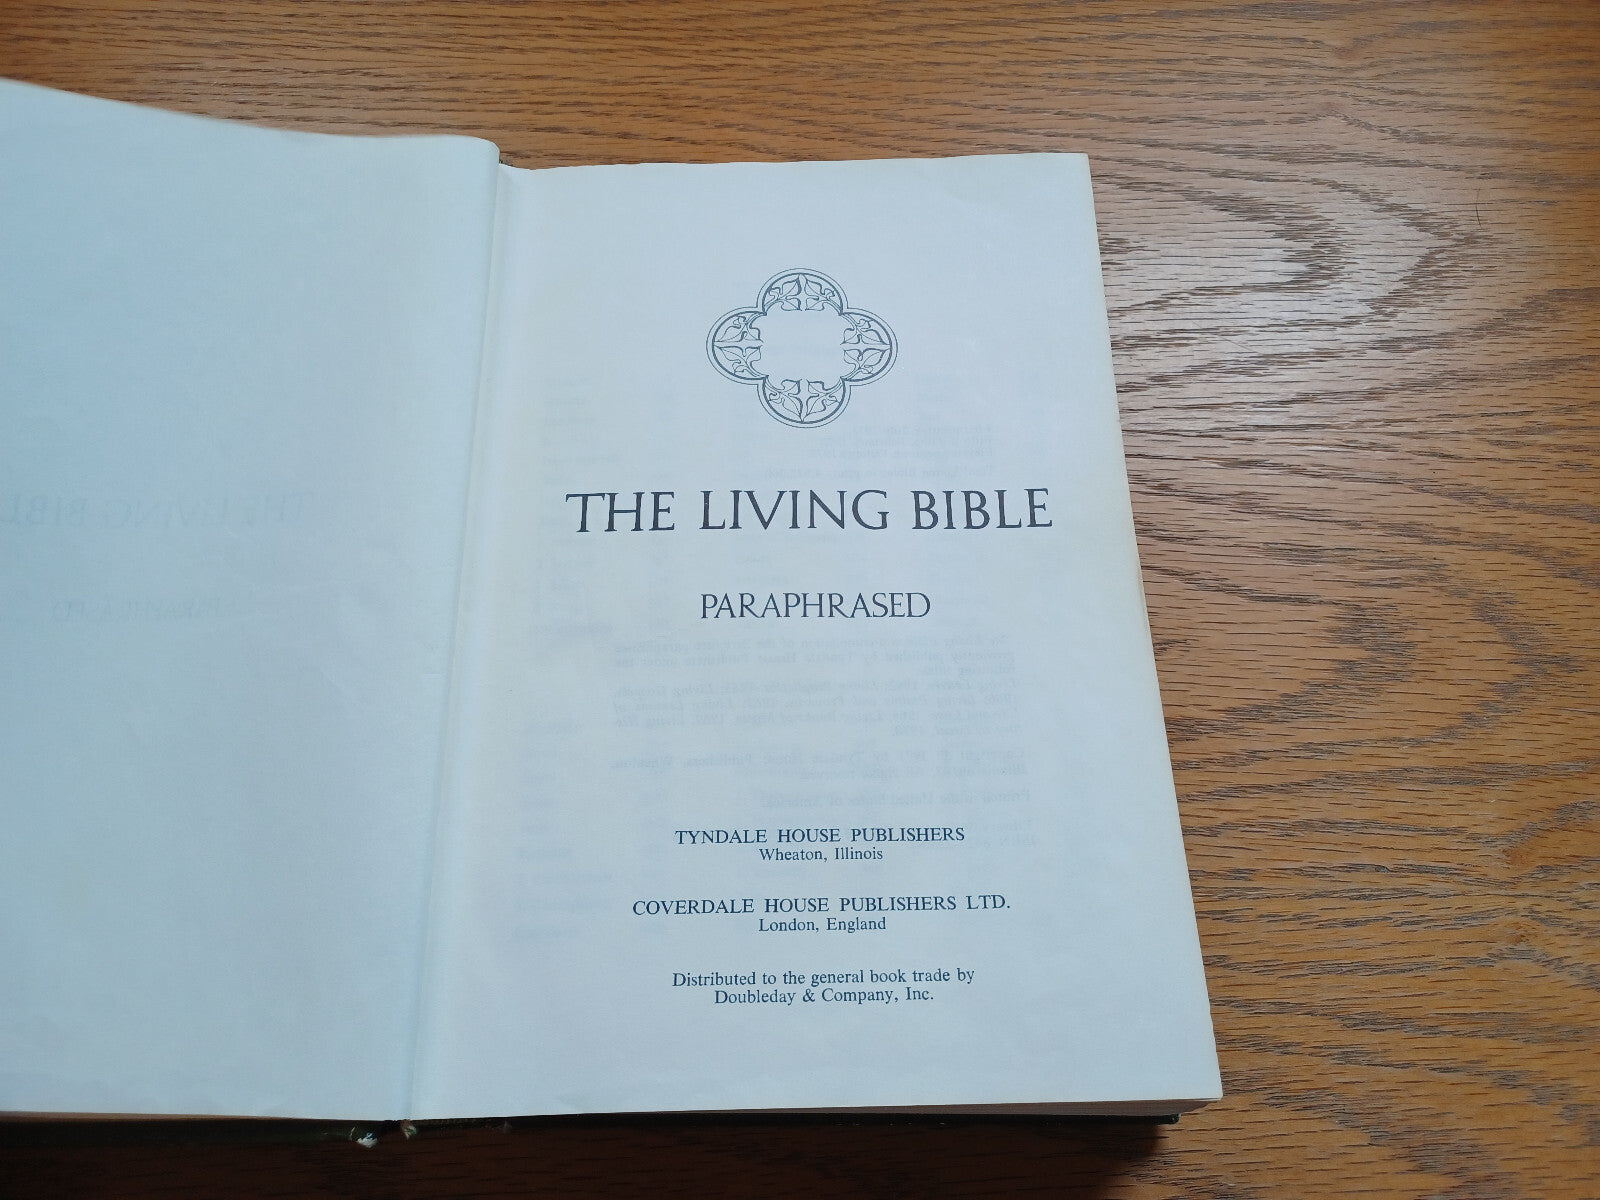 THE LIVING BIBLE
PARAPHRASED
TYNDALE HOUSE PUBLISHERS
Wheaton, Illinois
COVERDALE HOUSE PUBLISHERS LTD.
London, England
Distributed to the general book trade by
Doubleday & Company, Inc.